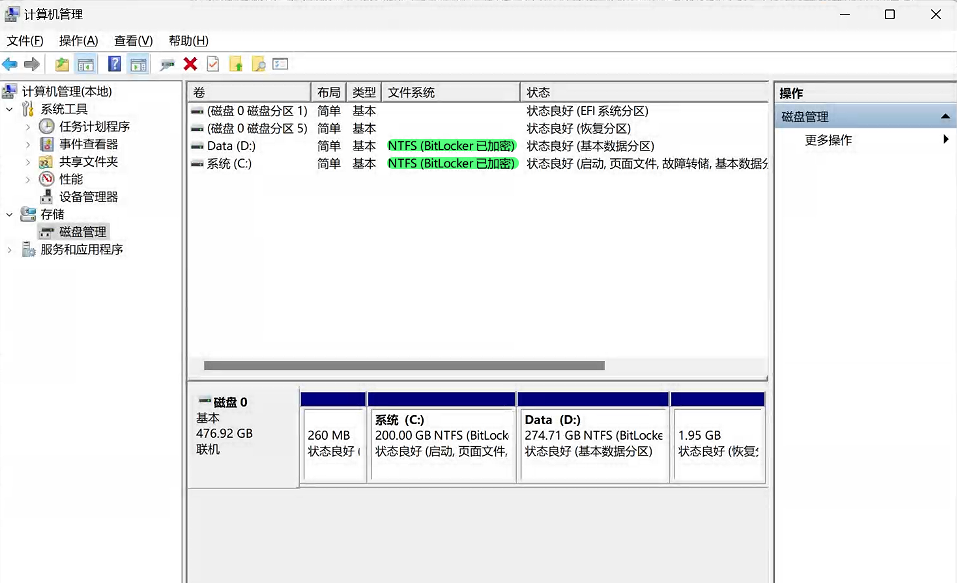 计算机管理
文件(F) 操作(A) 查看(V) 帮助(H)
计算机管理(本地)
系统工具
任务计划程序
事件查看器
共享文件夹
性能
设备管理器
存储
磁盘管理
服务和应用程序
卷 布局 类型 文件系统 状态
(磁盘 0 磁盘分区 1) 简单 基本 状态良好 (EFI 系统分区)
(磁盘 0 磁盘分区 5) 简单 基本 状态良好 (恢复分区)
Data (D:) 简单 基本 NTFS (BitLocker 已加密) 状态良好 (基本数据分区)
系统 (C:) 简单 基本 NTFS (BitLocker 已加密) 状态良好 (启动, 页面文件, 故障转储, 基本数据分
磁盘 0
基本
476.92 GB
联机
260 MB
状态良好 (
系统 (C:)
200.00 GB NTFS (BitLock
状态良好 (启动, 页面文件,
Data (D:)
274.71 GB NTFS (BitLocke
状态良好 (基本数据分区)
1.95 GB
状态良好 (恢复分
操作
磁盘管理
更多操作